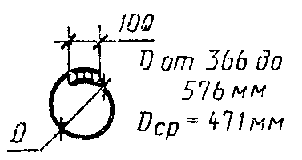 100
D от 366 до
576 мм
Dср = 471 мм
D